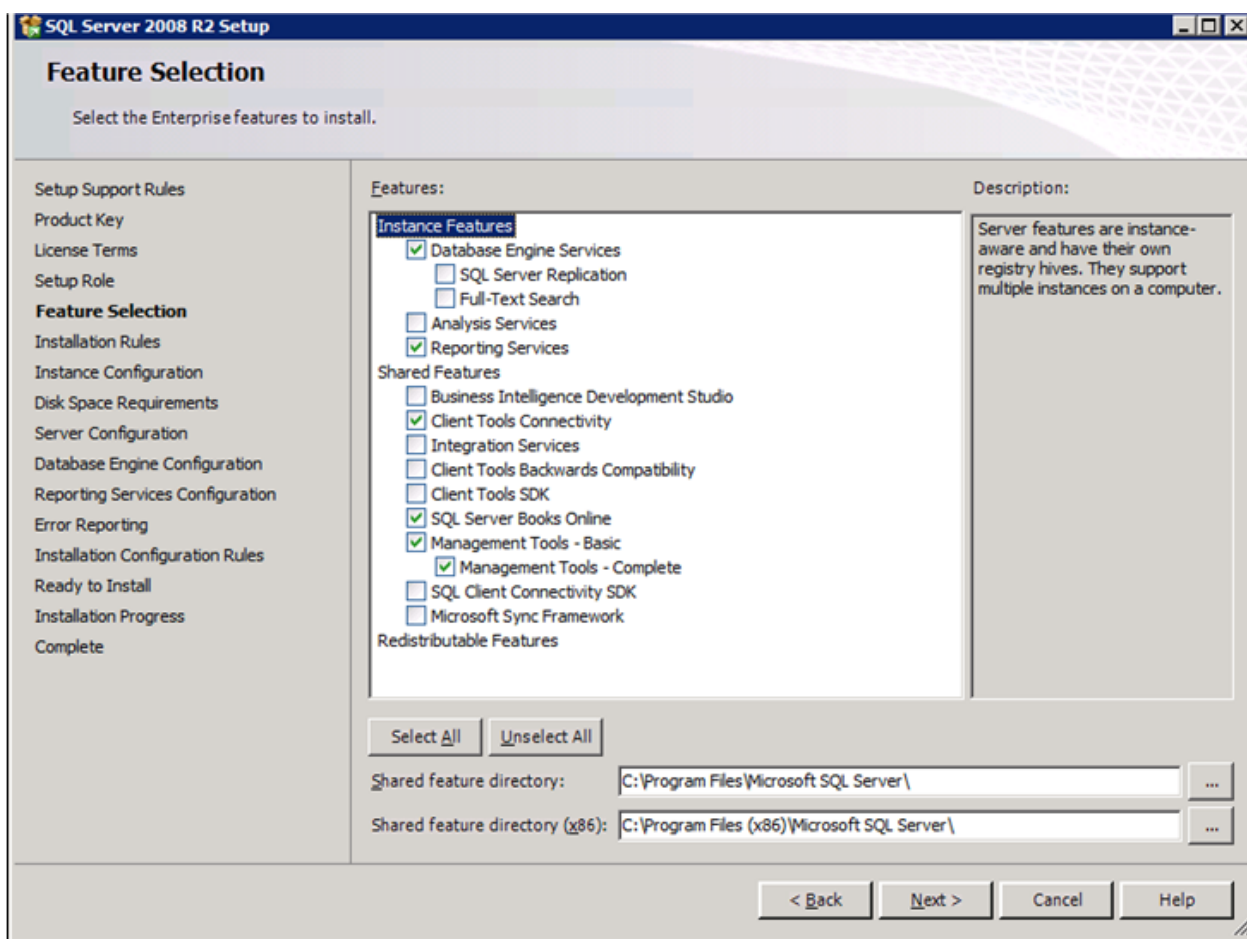 SQL Server 2008 R2 Setup
Feature Selection
Select the Enterprise features to install.
Setup Support Rules
Product Key
License Terms
Setup Role
Feature Selection
Installation Rules
Instance Configuration
Disk Space Requirements
Server Configuration
Database Engine Configuration
Reporting Services Configuration
Error Reporting
Installation Configuration Rules
Ready to Install
Installation Progress
Complete
Features:
Instance Features
Database Engine Services
SQL Server Replication
Full-Text Search
Analysis Services
Reporting Services
Shared Features
Business Intelligence Development Studio
Client Tools Connectivity
Integration Services
Client Tools Backwards Compatibility
Client Tools SDK
SQL Server Books Online
Management Tools - Basic
Management Tools - Complete
SQL Client Connectivity SDK
Microsoft Sync Framework
Redistributable Features
Description:
Server features are instance-
aware and have their own
registry hives. They support
multiple instances on a computer.
Select All
Unselect All
Shared feature directory:
C:\Program Files\Microsoft SQL Server\
...
Shared feature directory (x86):
C:\Program Files (x86)\Microsoft SQL Server\
...
< Back
Next >
Cancel
Help